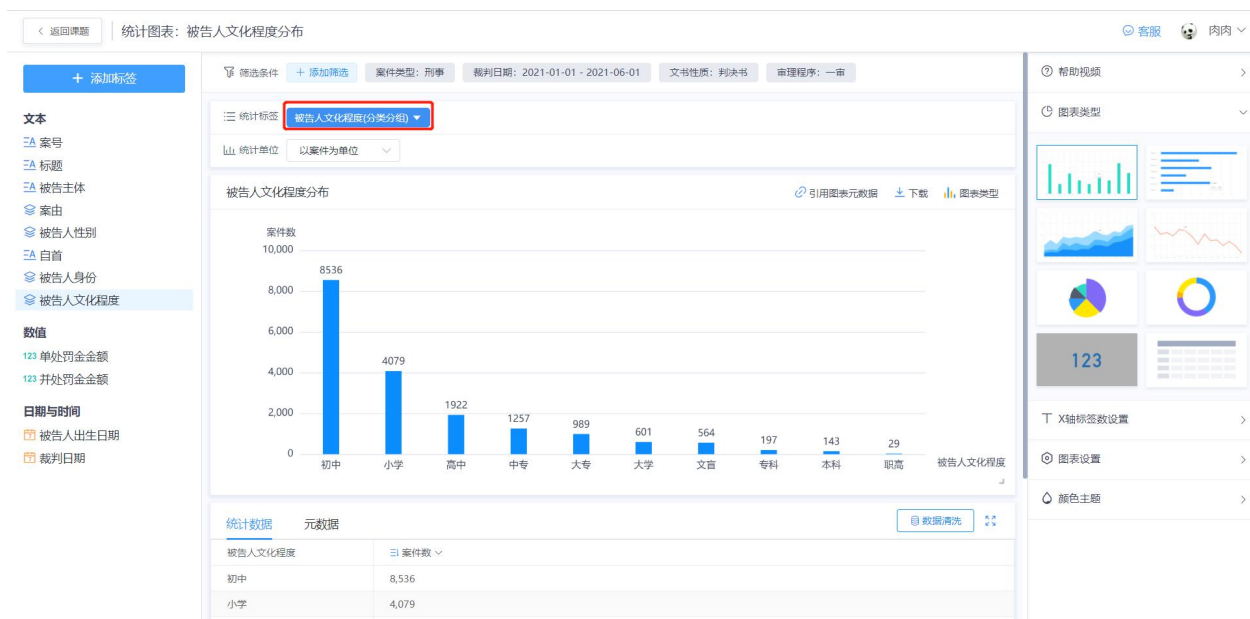 < 返回课题 统计图表：被告人文化程度分布
客服 肉肉
+ 添加标签
文本
案号
标题
被告主体
案由
被告人性别
自首
被告人身份
被告人文化程度
数值
123 单处罚金金额
123 并处罚金金额
日期与时间
被告人出生日期
裁判日期
筛选条件 + 添加筛选 案件类型：刑事 裁判日期：2021-01-01 - 2021-06-01 文书性质：判决书 审理程序：一审
统计标签 被告人文化程度(分类分组)
统计单位 以案件为单位
被告人文化程度分布 引用图表元数据 下载 图表类型
案件数
10,000
8,000
6,000
4,000
2,000
0
8536
4079
1922
1257
989
601
564
197
143
29
初中 小学 高中 中专 大专 大学 文盲 专科 本科 职高 被告人文化程度
统计数据 元数据 数据清洗
被告人文化程度 案件数
初中 8,536
小学 4,079
帮助视频
图表类型
123
X轴标签数设置
图表设置
颜色主题